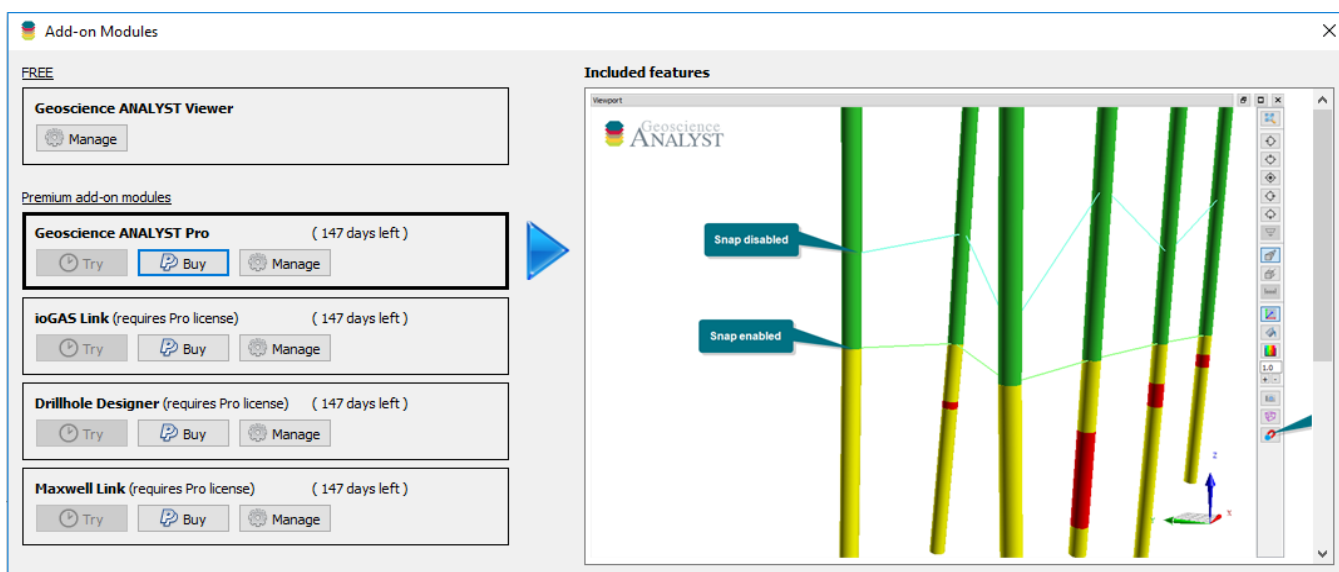 Add-on Modules
FREE
Geoscience ANALYST Viewer
Manage
Premium add-on modules
Geoscience ANALYST Pro ( 147 days left )
Try Buy Manage
ioGAS Link (requires Pro license) ( 147 days left )
Try Buy Manage
Drillhole Designer (requires Pro license) ( 147 days left )
Try Buy Manage
Maxwell Link (requires Pro license) ( 147 days left )
Try Buy Manage
Included features
Viewport
Geoscience
ANALYST
Snap disabled
Snap enabled
1.0
+ -
Z
Y
X